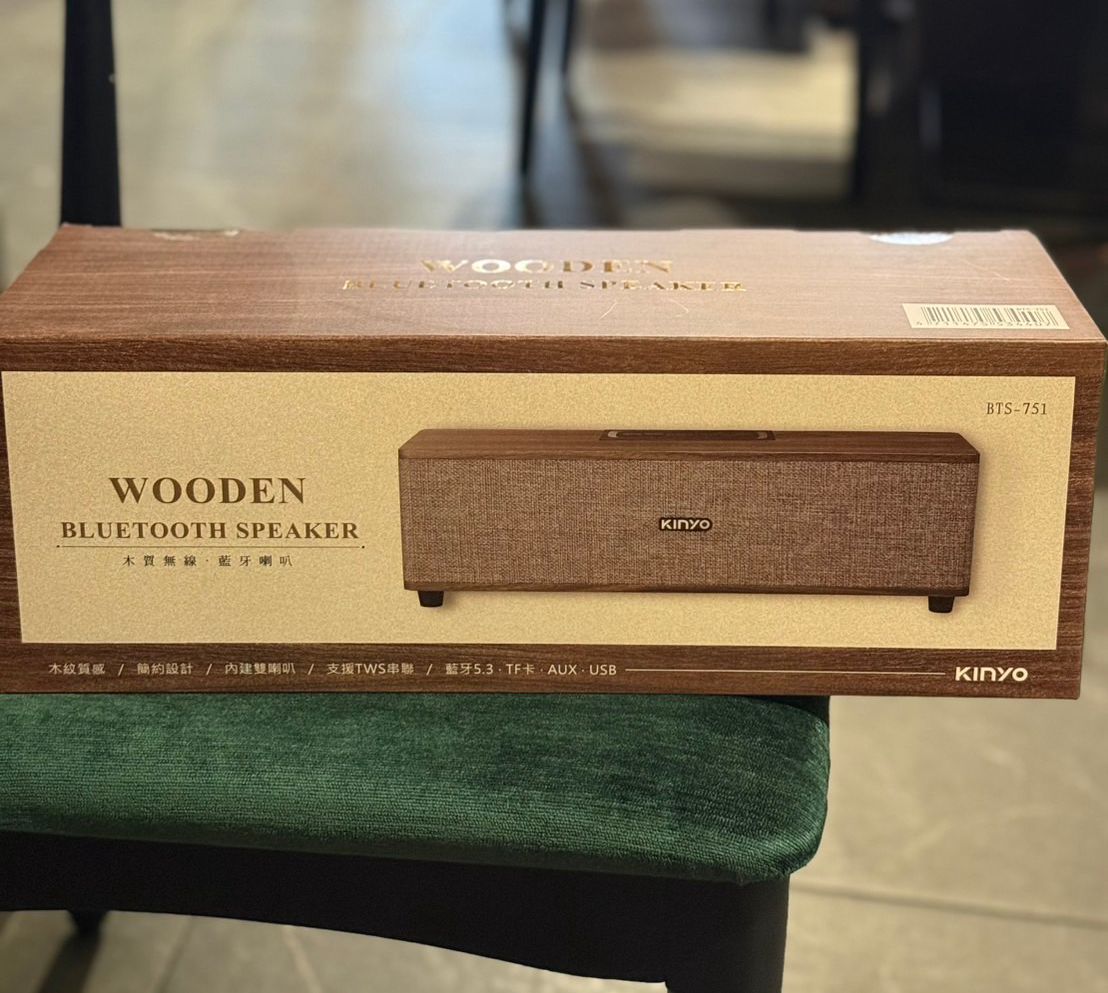 WOODEN
BLUETOOTH SPEAKER
BTS-751
WOODEN
BLUETOOTH SPEAKER
木質無線·藍牙喇叭
KINYO
木紋質感 / 簡約設計 / 內建雙喇叭 / 支援TWS串聯 / 藍牙5.3·TF卡·AUX·USB
KINYO